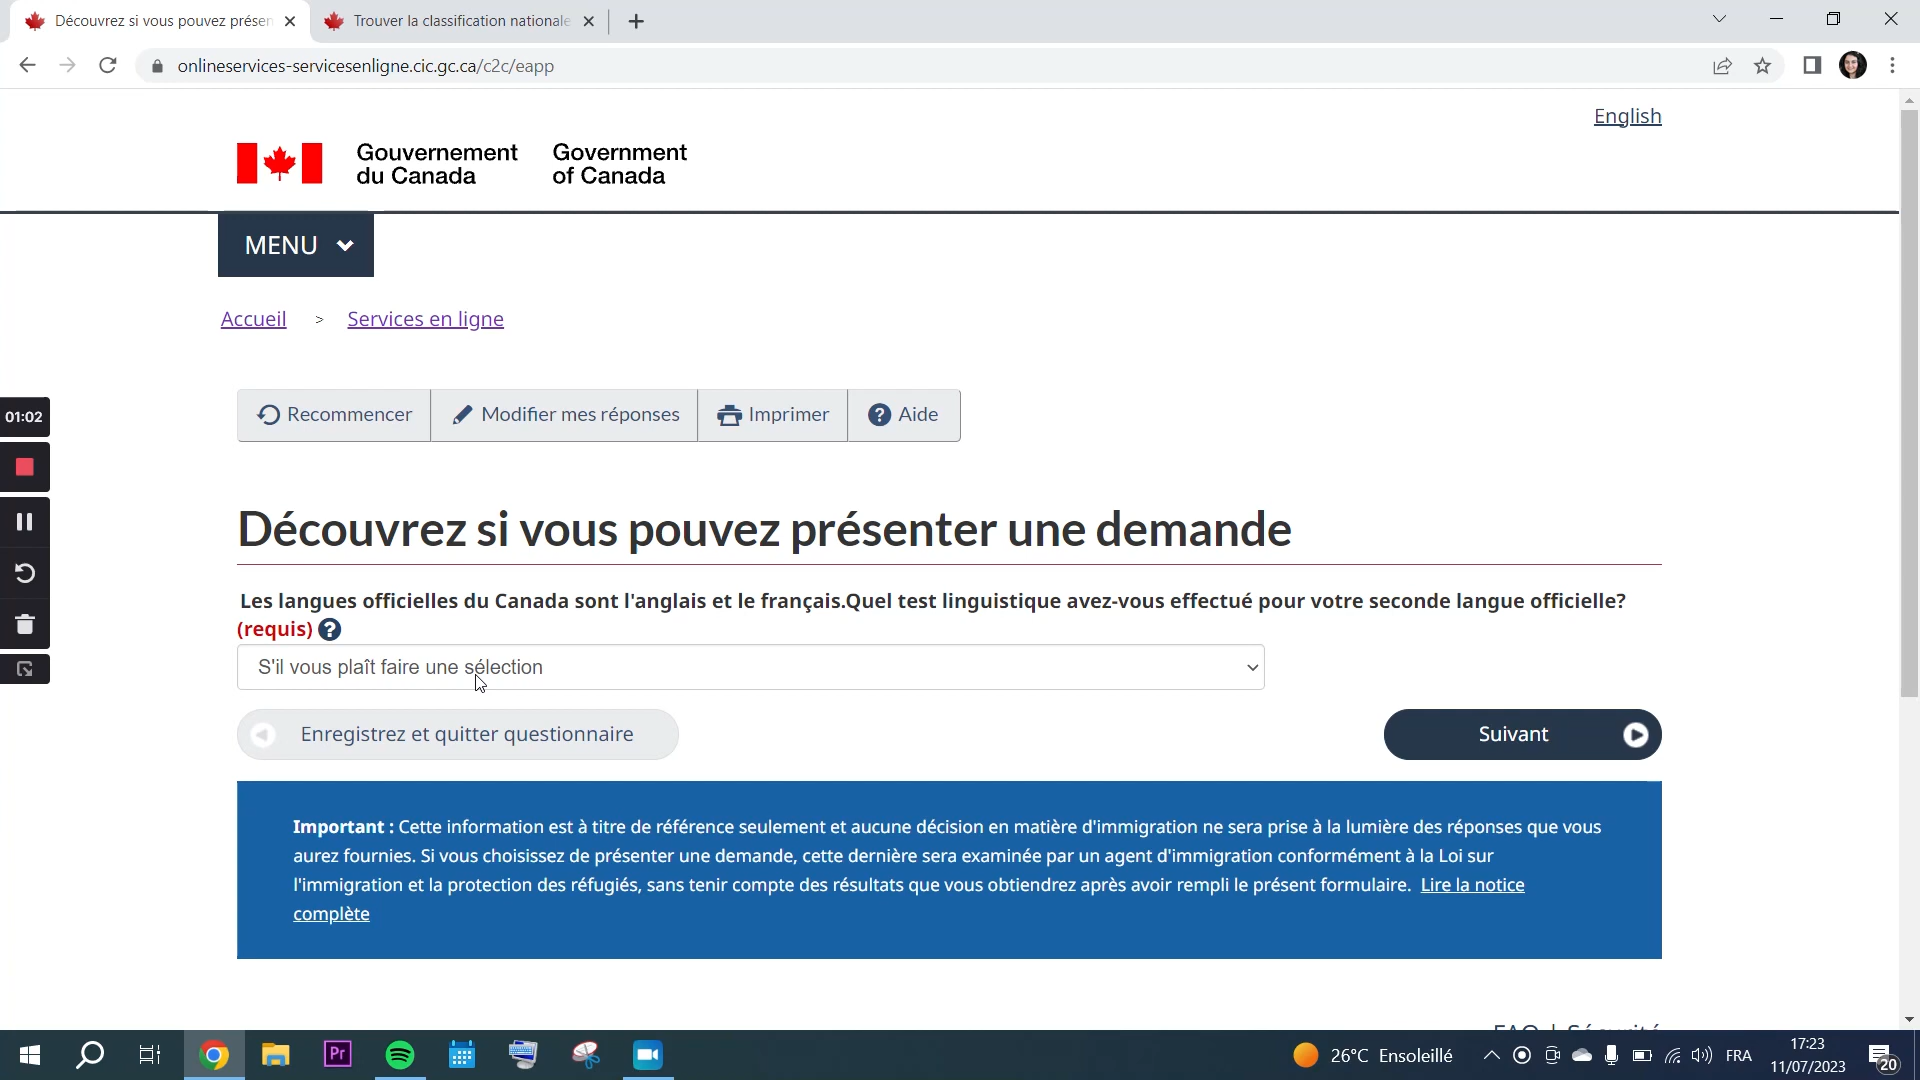 Découvrez si vous pouvez présen
Trouver la classification nationale
onlineservices-servicesenligne.cic.gc.ca/c2c/eapp
English
Gouvernement
du Canada
Government
of Canada
MENU
Accueil > Services en ligne
01:02
Recommencer
Modifier mes réponses
Imprimer
? Aide
Découvrez si vous pouvez présenter une demande
Les langues officielles du Canada sont l'anglais et le français.Quel test linguistique avez-vous effectué pour votre seconde langue officielle?
(requis) ?
S'il vous plaît faire une sélection
Enregistrez et quitter questionnaire
Suivant
Important : Cette information est à titre de référence seulement et aucune décision en matière d'immigration ne sera prise à la lumière des réponses que vous
aurez fournies. Si vous choisissez de présenter une demande, cette dernière sera examinée par un agent d'immigration conformément à la Loi sur
l'immigration et la protection des réfugiés, sans tenir compte des résultats que vous obtiendrez après avoir rempli le présent formulaire. Lire la notice
complète
FAQ | Sécurité
Pr
26°C Ensoleillé
FRA
17:23
11/07/2023
20